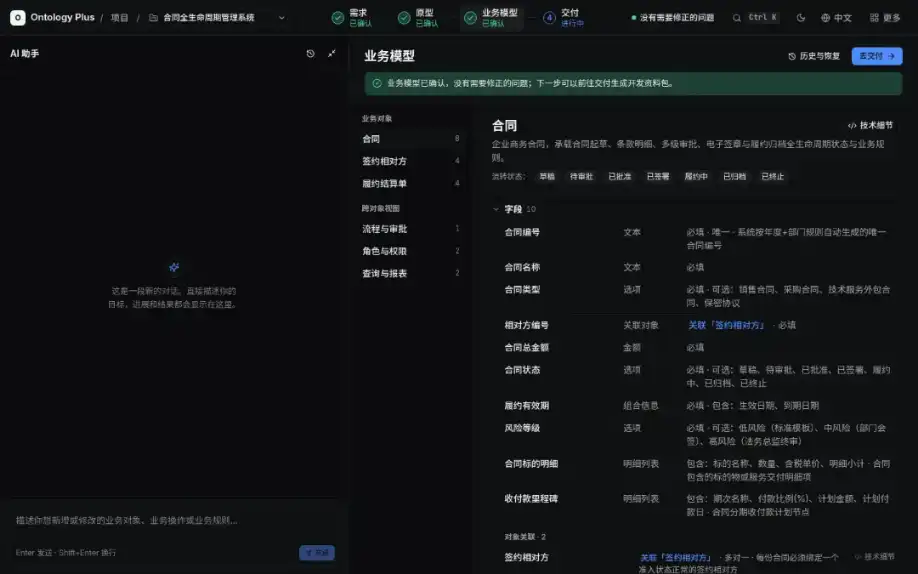 Ontology Plus / 项目 / 合同全生命周期管理系统
需求 已确认
原型 已确认
业务模型 已确认
4 交付 进行中
没有需要修正的问题
Ctrl K
中文
更多
AI 助手
这是一段新的对话。直接描述你的
目标，进展和结果都会显示在这里。
描述你想新增或修改的业务对象、业务操作或业务规则...
Enter 发送 · Shift+Enter 换行
业务模型
历史与恢复
去交付 →
业务模型已确认，没有需要修正的问题；下一步可以前往交付生成开发资料包。
业务对象
合同 8
签约相对方 4
履约结算单 4
跨对象视图
流程与审批 1
角色与权限 2
查询与报表 2
合同
</> 技术细节
企业商务合同，承载合同起草、条款明细、多级审批、电子签章与履约归档全生命周期状态与业务规
则。
流转状态： 草稿 待审批 已批准 已签署 履约中 已归档 已终止
字段 10
合同编号 文本 必填 · 唯一 · 系统按年度+部门规则自动生成的唯一
合同编号
合同名称 文本 必填
合同类型 选项 必填 · 可选：销售合同、采购合同、技术服务外包合
同、保密协议
相对方编号 关联对象 关联「签约相对方」 · 必填
合同总金额 金额 必填
合同状态 选项 必填 · 可选：草稿、待审批、已批准、已签署、履约
中、已归档、已终止
履约有效期 组合信息 必填 · 包含：生效日期、到期日期
风险等级 选项 必填 · 可选：低风险（标准模板）、中风险（部门会
签）、高风险（法务总监终审）
合同标的明细 明细列表 包含：标的名称、数量、含税单价、明细小计 · 合同
包含的标的物或服务交付明细项
收付款里程碑 明细列表 包含：期次名称、付款比例(%)、计划金额、计划付
款日 · 合同分期收付款计划节点
对象关联 · 2
签约相对方 关联「签约相对方」 · 多对一 · 每份合同必须绑定一个
准入状态正常的签约相对方
</> 技术细节